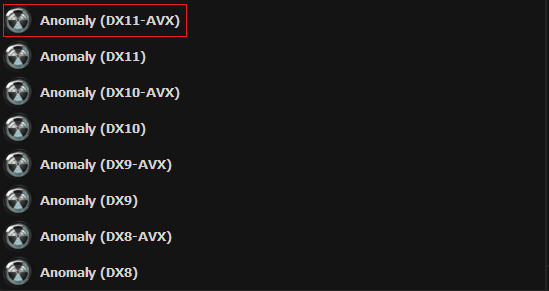 Anomaly (DX11-AVX)
Anomaly (DX11)
Anomaly (DX10-AVX)
Anomaly (DX10)
Anomaly (DX9-AVX)
Anomaly (DX9)
Anomaly (DX8-AVX)
Anomaly (DX8)